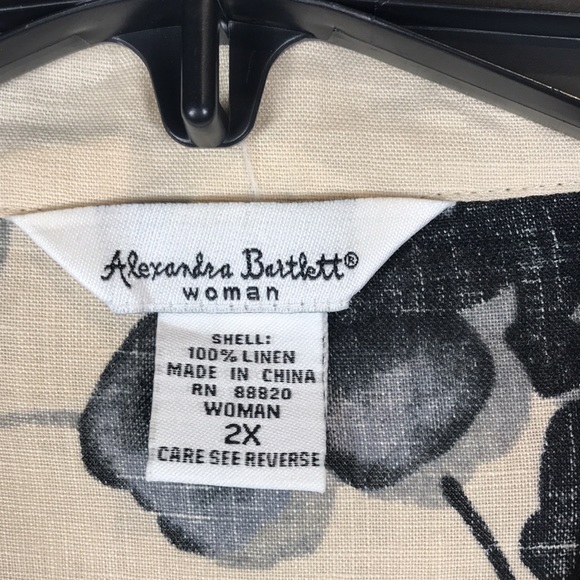 Alexandra Bartlett®
woman
SHELL:
100% LINEN
MADE IN CHINA
RN 88820
WOMAN
2X
CARE SEE REVERSE